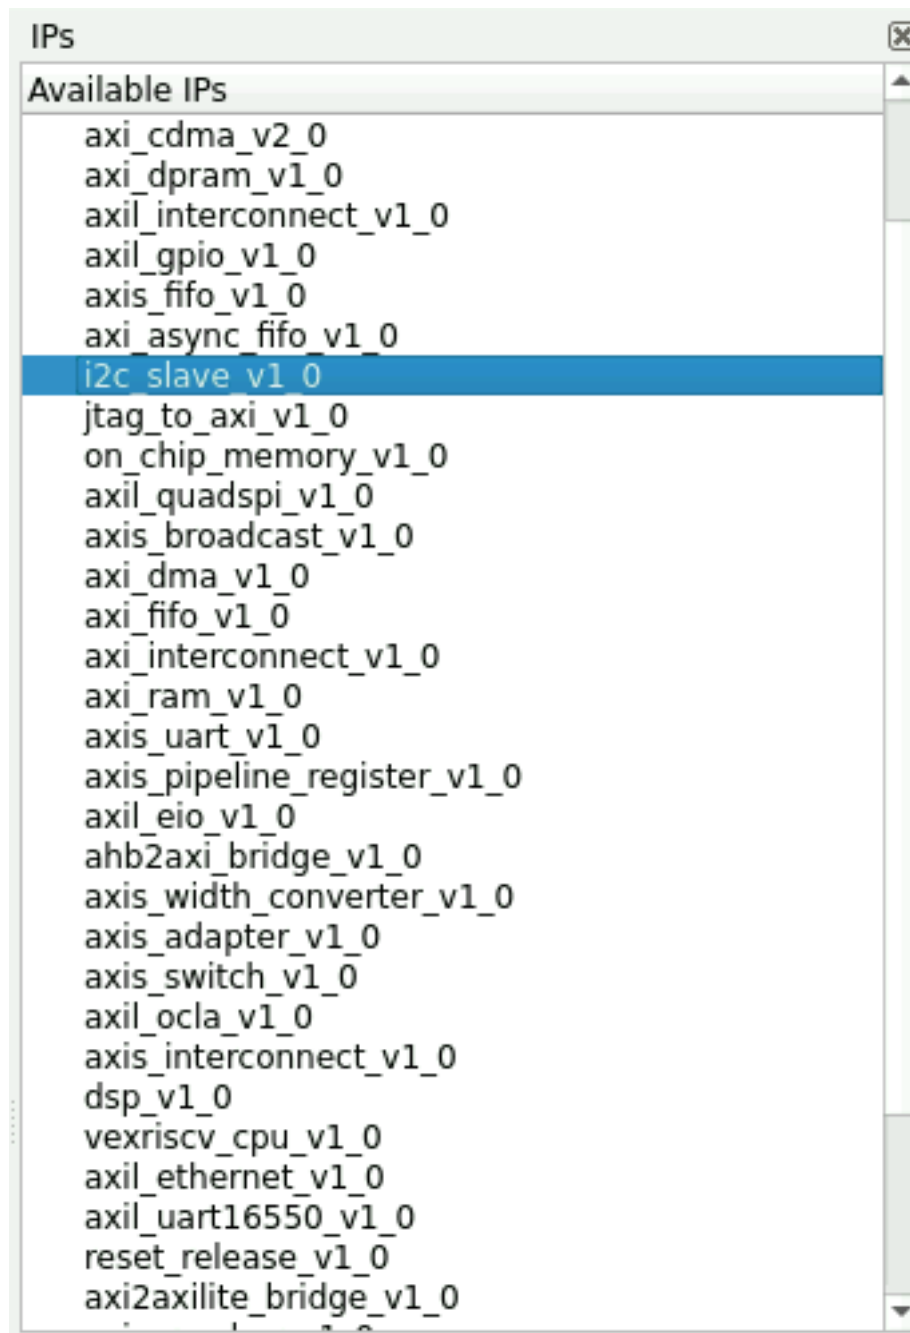 IPs
Available IPs
axi_cdma_v2_0
axi_dpram_v1_0
axil_interconnect_v1_0
axil_gpio_v1_0
axis_fifo_v1_0
axi_async_fifo_v1_0
i2c_slave_v1_0
jtag_to_axi_v1_0
on_chip_memory_v1_0
axil_quadspi_v1_0
axis_broadcast_v1_0
axi_dma_v1_0
axi_fifo_v1_0
axi_interconnect_v1_0
axi_ram_v1_0
axis_uart_v1_0
axis_pipeline_register_v1_0
axil_eio_v1_0
ahb2axi_bridge_v1_0
axis_width_converter_v1_0
axis_adapter_v1_0
axis_switch_v1_0
axil_ocla_v1_0
axis_interconnect_v1_0
dsp_v1_0
vexriscv_cpu_v1_0
axil_ethernet_v1_0
axil_uart16550_v1_0
reset_release_v1_0
axi2axilite_bridge_v1_0